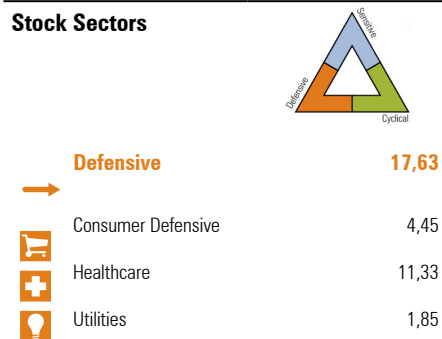 Stock Sectors
Sensitive
Defensive
Cyclical
Defensive 17,63
Consumer Defensive 4,45
Healthcare 11,33
Utilities 1,85